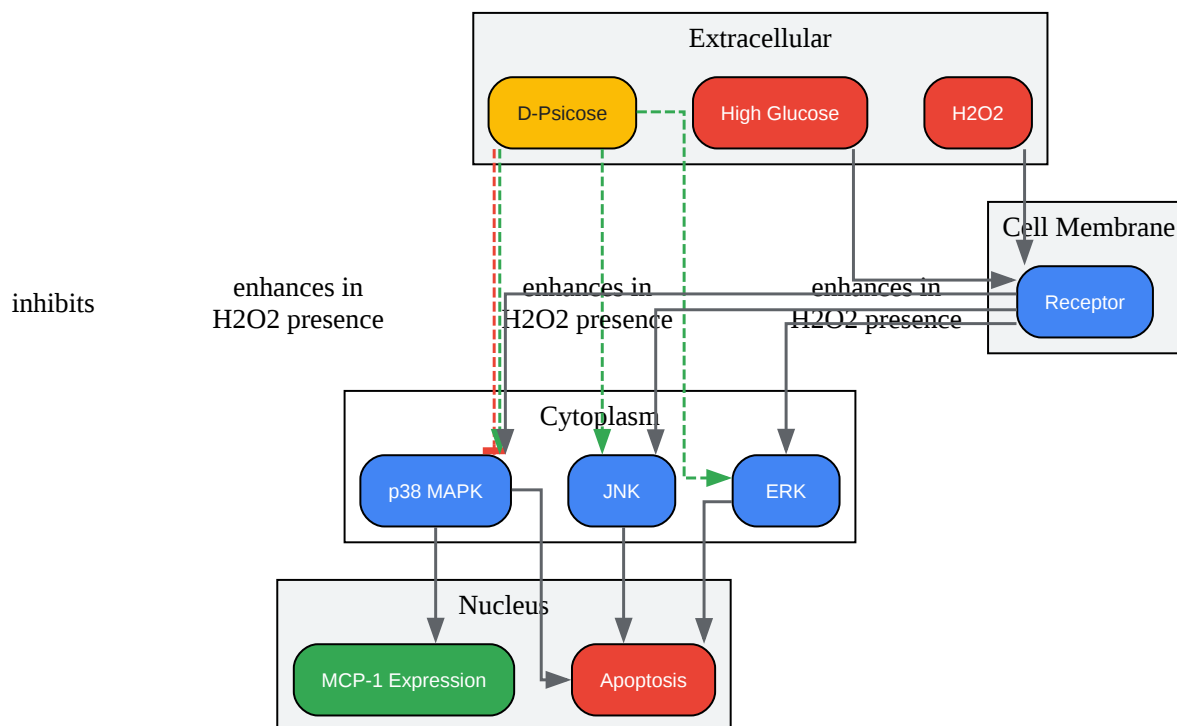 Extracellular
D-Psicose
High Glucose
H2O2
Cell Membrane
Receptor
inhibits
enhances in
H2O2 presence
enhances in
H2O2 presence
enhances in
H2O2 presence
Cytoplasm
p38 MAPK
JNK
ERK
Nucleus
MCP-1 Expression
Apoptosis